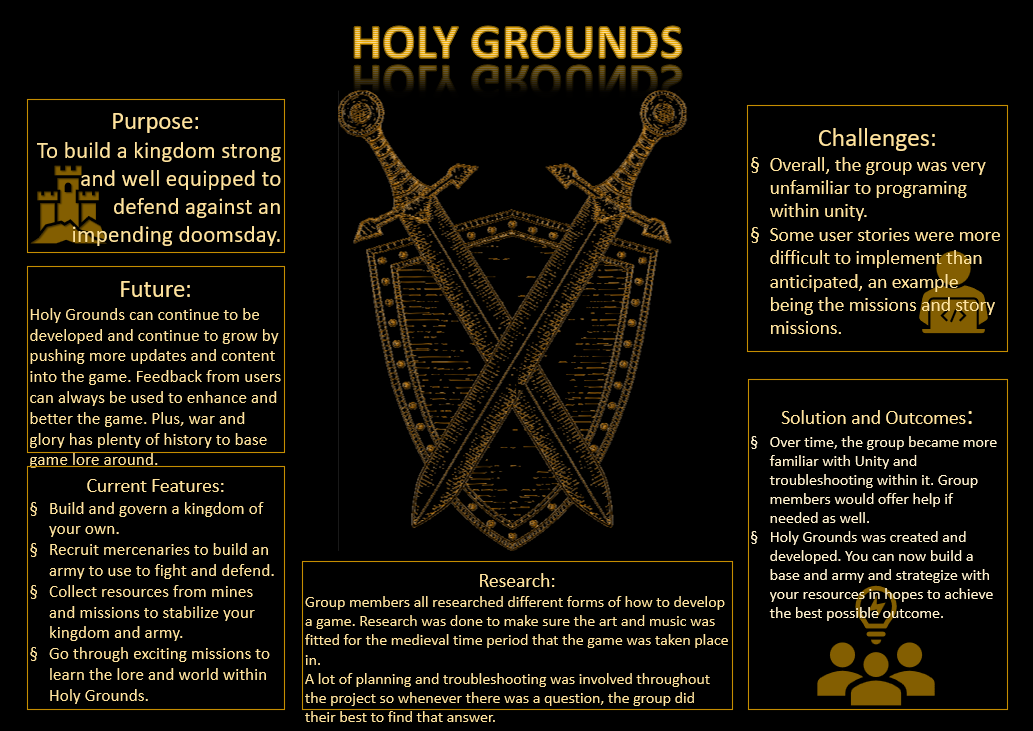 HOLY GROUNDS
Purpose:
To build a kingdom strong
and well equipped to
defend against an
impending doomsday.
Future:
Holy Grounds can continue to be
developed and continue to grow by
pushing more updates and content
into the game. Feedback from users
can always be used to enhance and
better the game. Plus, war and
glory has plenty of history to base
game lore around.
Current Features:
§ Build and govern a kingdom of
your own.
§ Recruit mercenaries to build an
army to use to fight and defend.
§ Collect resources from mines
and missions to stabilize your
kingdom and army.
§ Go through exciting missions to
learn the lore and world within
Holy Grounds.
Research:
Group members all researched different forms of how to develop
a game. Research was done to make sure the art and music was
fitted for the medieval time period that the game was taken place
in.
A lot of planning and troubleshooting was involved throughout
the project so whenever there was a question, the group did
their best to find that answer.
Challenges:
§ Overall, the group was very
unfamiliar to programing
within unity.
§ Some user stories were more
difficult to implement than
anticipated, an example
being the missions and story
missions.
Solution and Outcomes:
§ Over time, the group became more
familiar with Unity and
troubleshooting within it. Group
members would offer help if
needed as well.
§ Holy Grounds was created and
developed. You can now build a
base and army and strategize with
your resources in hopes to achieve
the best possible outcome.